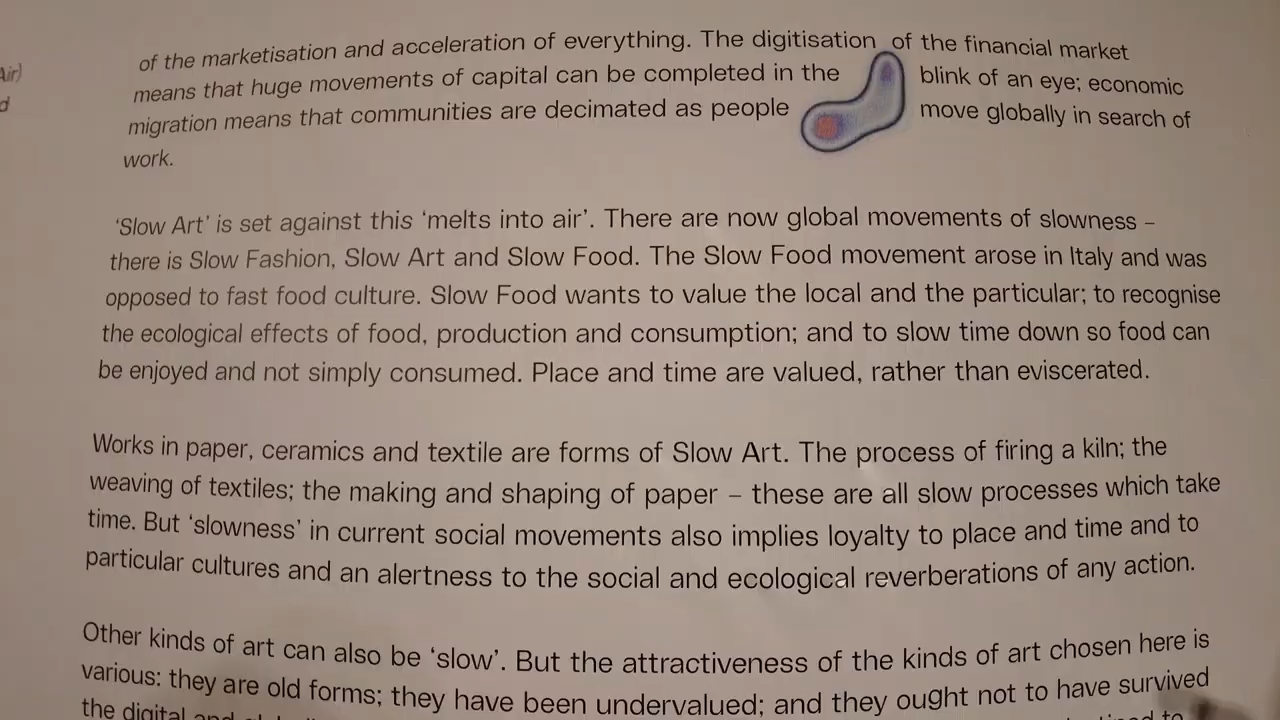 Air)
of the marketisation and acceleration of everything. The digitisation of the financial market
means that huge movements of capital can be completed in the blink of an eye; economic
migration means that communities are decimated as people move globally in search of
work.
'Slow Art' is set against this 'melts into air'. There are now global movements of slowness –
there is Slow Fashion, Slow Art and Slow Food. The Slow Food movement arose in Italy and was
opposed to fast food culture. Slow Food wants to value the local and the particular; to recognise
the ecological effects of food, production and consumption; and to slow time down so food can
be enjoyed and not simply consumed. Place and time are valued, rather than eviscerated.
Works in paper, ceramics and textile are forms of Slow Art. The process of firing a kiln; the
weaving of textiles; the making and shaping of paper – these are all slow processes which take
time. But 'slowness' in current social movements also implies loyalty to place and time and to
particular cultures and an alertness to the social and ecological reverberations of any action.
Other kinds of art can also be 'slow'. But the attractiveness of the kinds of art chosen here is
various: they are old forms; they have been undervalued; and they ought not to have survived
the digital and